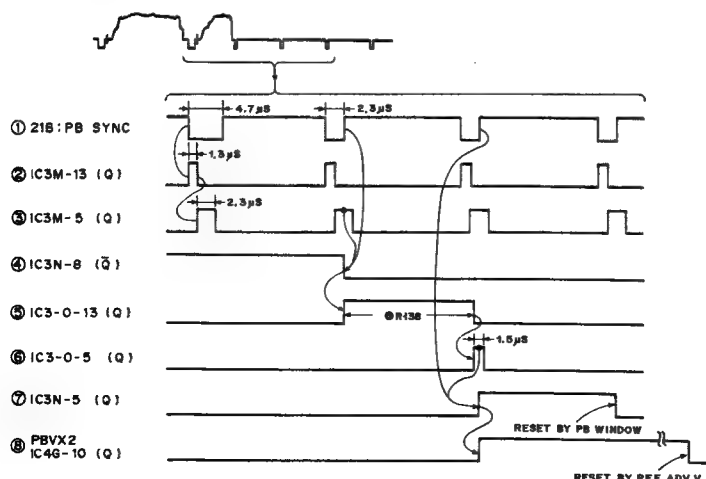 4.7μS
2.3μS
① 216 : PB SYNC
1.3μS
② IC3M-13 (Q)
2.3μS
③ IC3M-5 (Q)
④ IC3N-8 (Q̄)
⑤ IC3-O-13 (Q)
R138
1.5μS
⑥ IC3-O-5 (Q)
⑦ IC3N-5 (Q)
RESET BY PB WINDOW
⑧ PBVX2
IC4G-10 (Q)
RESET BY REF ADV V